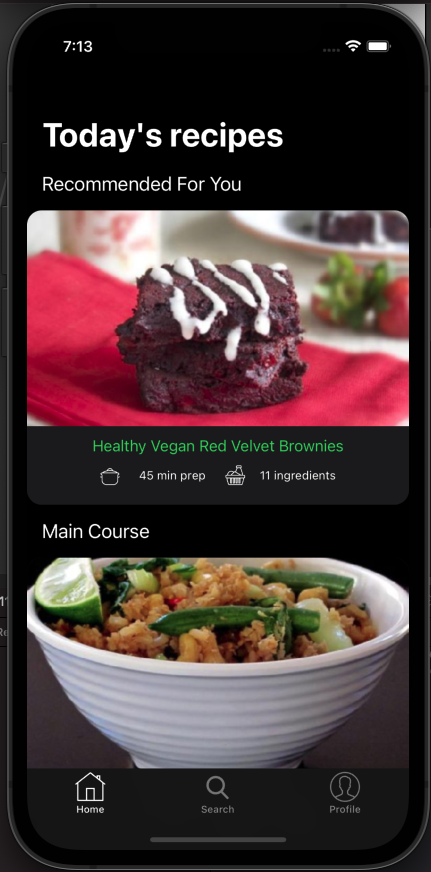 7:13
Today's recipes
Recommended For You
Healthy Vegan Red Velvet Brownies
45 min prep 11 ingredients
Main Course
Home Search Profile